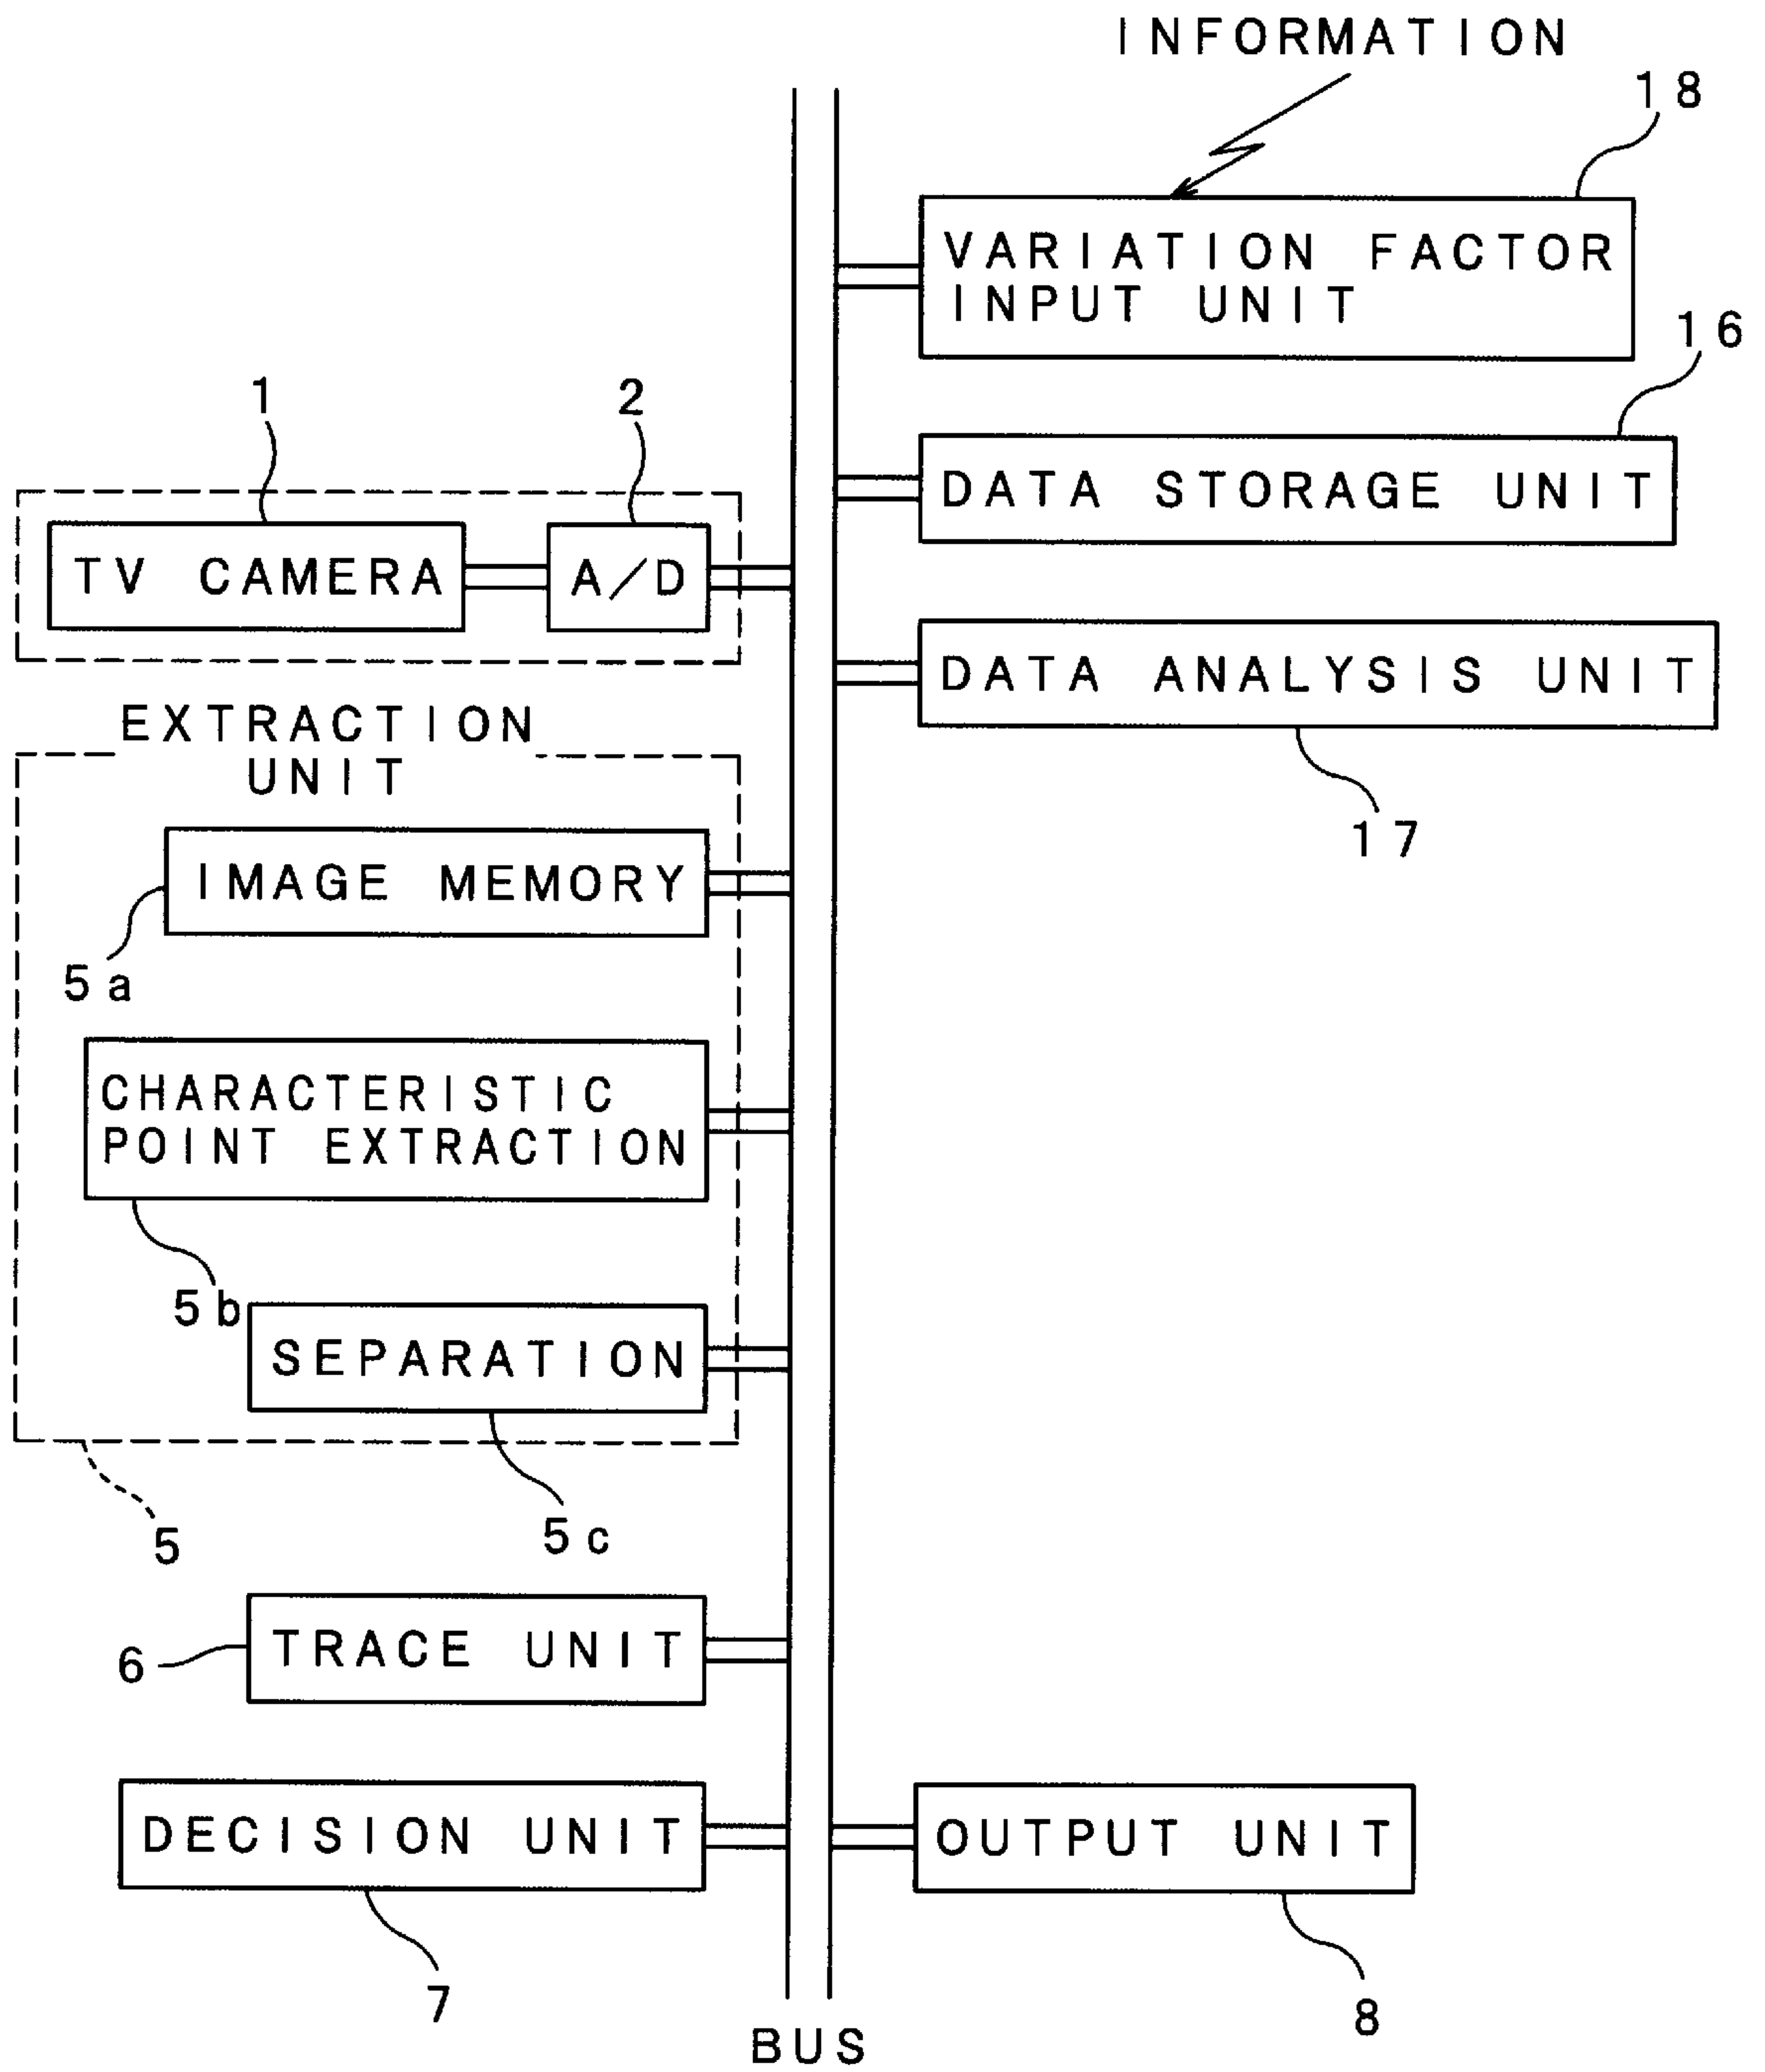 INFORMATION
18
VARIATION FACTOR
INPUT UNIT
16
1
2
DATA STORAGE UNIT
TV CAMERA
A/D
DATA ANALYSIS UNIT
17
EXTRACTION
UNIT
IMAGE MEMORY
5a
CHARACTERISTIC
POINT EXTRACTION
5b
SEPARATION
5c
5
TRACE UNIT
6
DECISION UNIT
7
OUTPUT UNIT
8
BUS